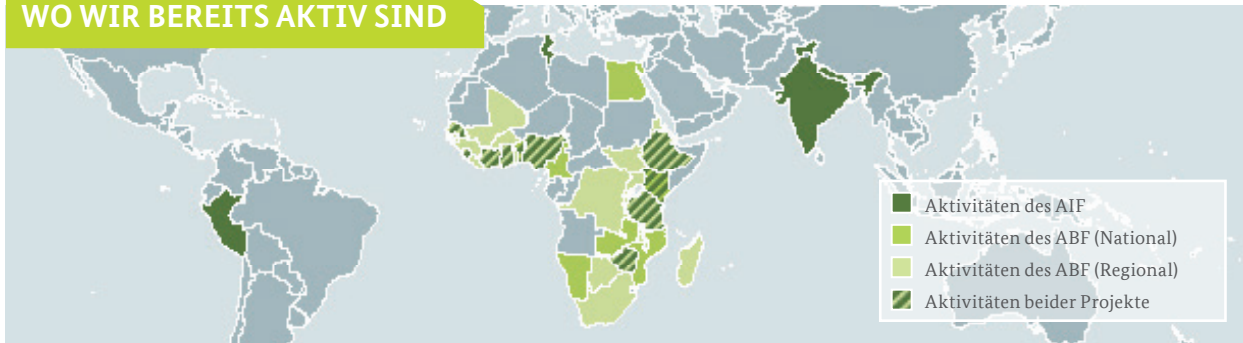 WO WIR BEREITS AKTIV SIND
Aktivitäten des AIF
Aktivitäten des ABF (National)
Aktivitäten des ABF (Regional)
Aktivitäten beider Projekte